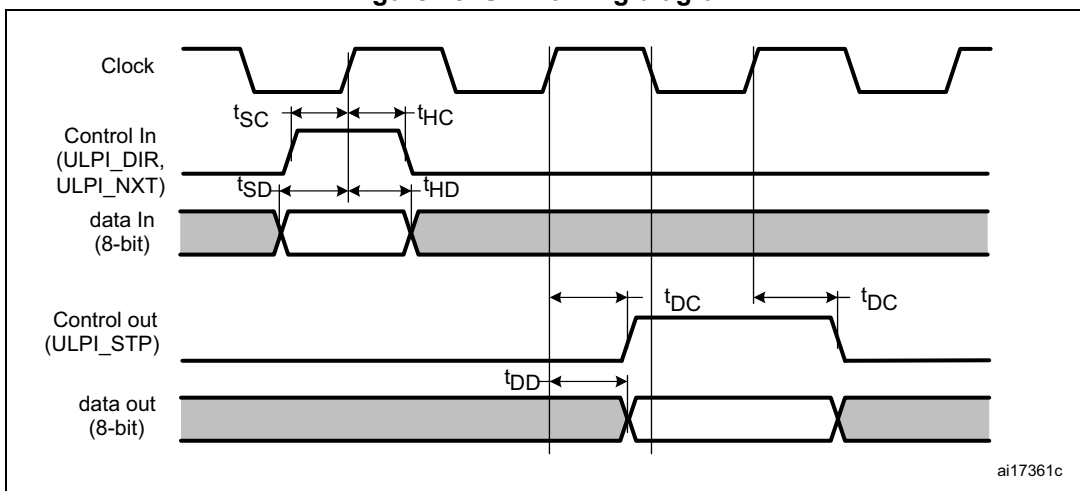 Clock
tSC
tHC
Control In
(ULPI_DIR,
ULPI_NXT)
tSD
tHD
data In
(8-bit)
tDC
tDC
Control out
(ULPI_STP)
tDD
data out
(8-bit)
ai17361c